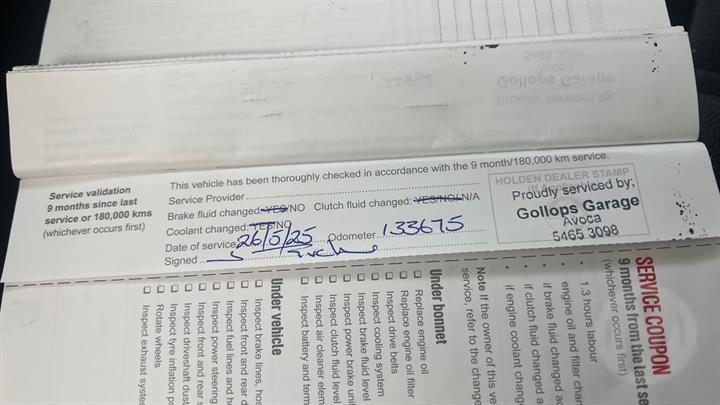 Service validation
9 months since last
service or 180,000 kms
(whichever occurs first)
This vehicle has been thoroughly checked in accordance with the 9 month/180,000 km service.
Service Provider
Brake fluid changed: YES/NO Clutch fluid changed: YES/NO/N/A
Coolant changed: YES/NO
Date of service 26/5/25 Odometer 133675
Signed
HOLDEN DEALER STAMP
Proudly serviced by:
Gollops Garage
Avoca
5465 3098
SERVICE COUPON
9 months from the last se
(whichever occurs first)
• 1.3 hours labour
• engine oil and filter chan
• if brake fluid changed a
• if clutch fluid changed a
• if engine coolant chang
Note If the owner of this ve
service, refer to the change
Under bonnet
Replace engine oil
Replace engine oil filter
Inspect drive belts
Inspect cooling system
Inspect brake fluid level
Inspect power brake unit
Inspect clutch fluid level
Inspect air cleaner elem
Inspect battery and term
Under vehicle
Inspect brake lines, hos
Inspect front and rear d
Inspect fuel lines and h
Inspect power steering
Inspect front and rear s
Inspect driveshaft dust
Inspect tyre inflation p
Rotate wheels
Inspect exhaust syster